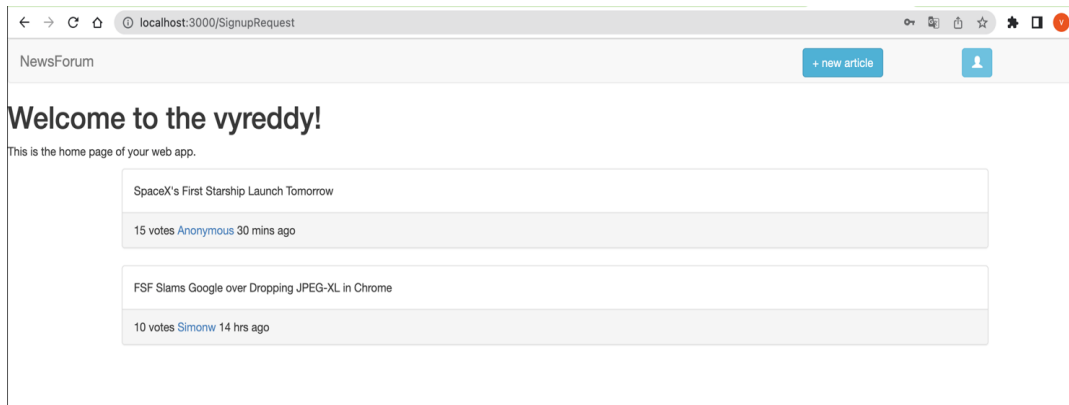 localhost:3000/SignupRequest
V
NewsForum
+ new article
Welcome to the vyreddy!
This is the home page of your web app.
SpaceX's First Starship Launch Tomorrow
15 votes Anonymous 30 mins ago
FSF Slams Google over Dropping JPEG-XL in Chrome
10 votes Simonw 14 hrs ago